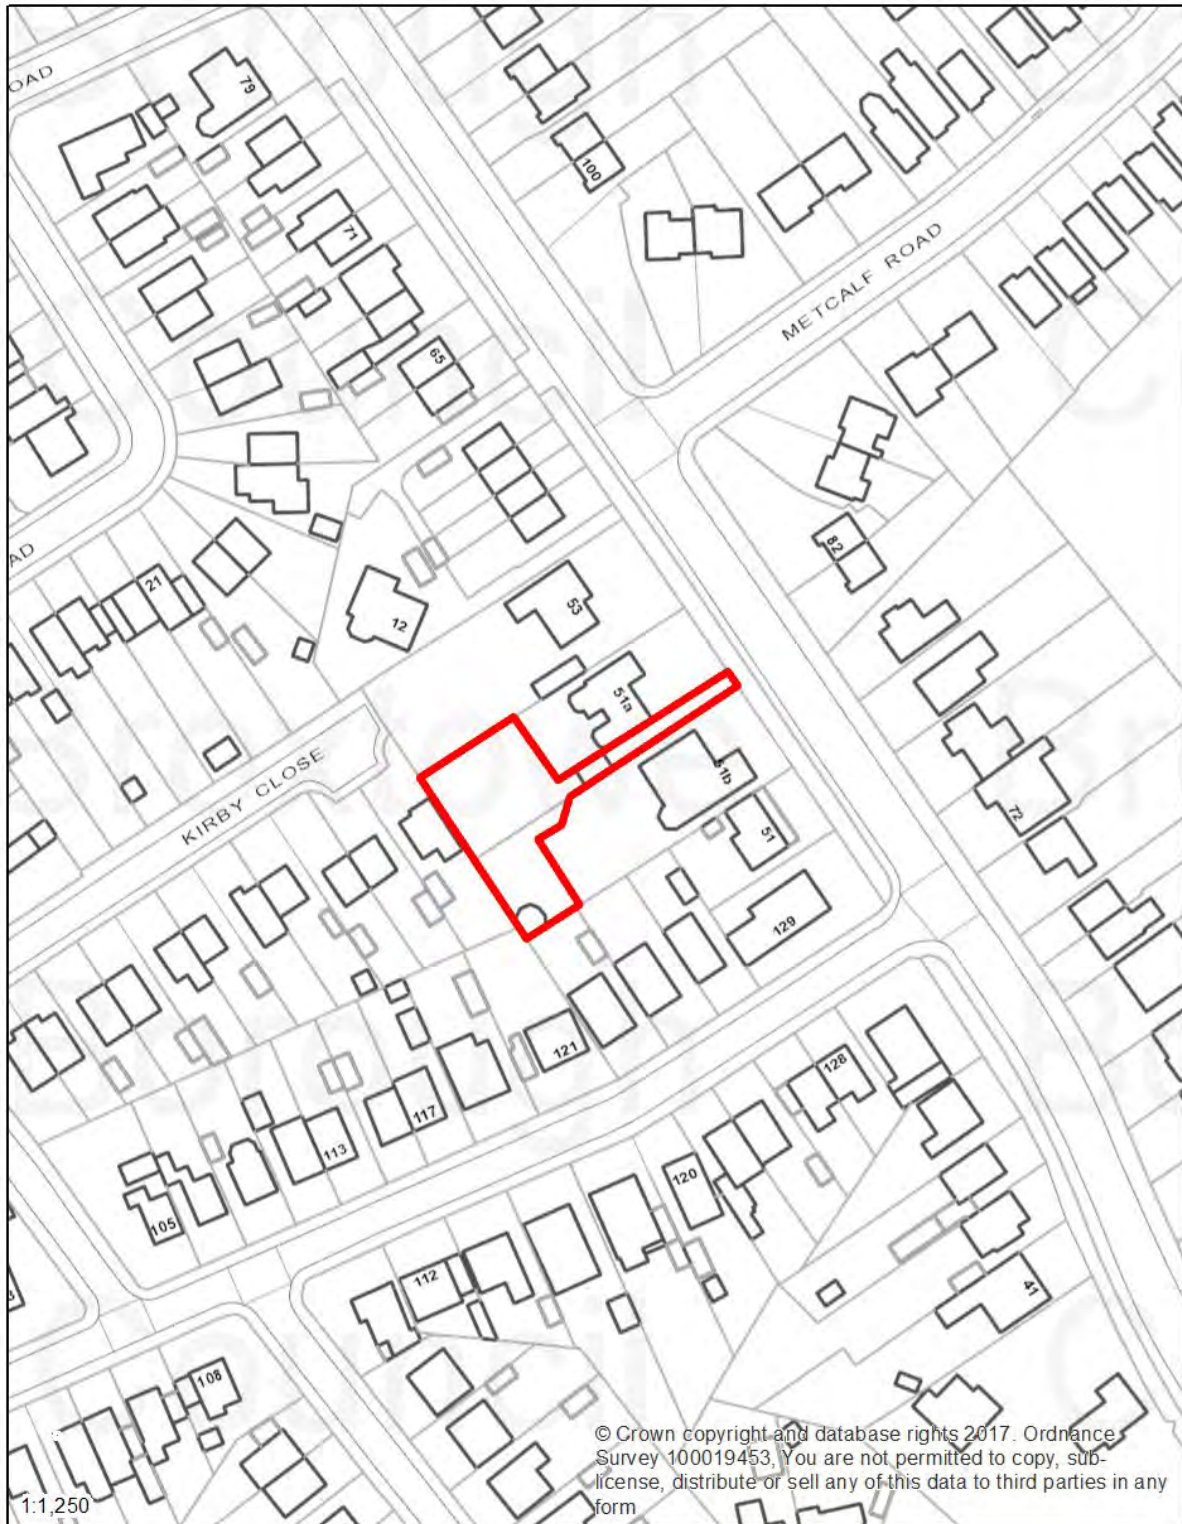 OAD
79
100
71
METCALF ROAD
65
82
AD
21
12
53
51a
KIRBY CLOSE
51b
72
51
129
121
128
117
113
120
105
112
41
108
© Crown copyright and database rights 2017. Ordnance
Survey 100019453, You are not permitted to copy, sub-
license, distribute or sell any of this data to third parties in any
form
1:1,250